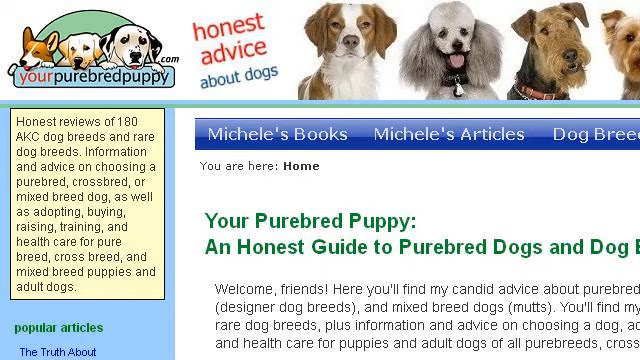 yourpurebredpuppy.com
honest
advice
about dogs
Honest reviews of 180
AKC dog breeds and rare
dog breeds. Information
and advice on choosing a
purebred, crossbred, or
mixed breed dog, as well
as adopting, buying,
raising, training, and
health care for pure
breed, cross breed, and
mixed breed puppies and
adult dogs.
popular articles
The Truth About
Michele's Books Michele's Articles Dog Bree
You are here: Home
Your Purebred Puppy:
An Honest Guide to Purebred Dogs and Dog
Welcome, friends! Here you'll find my candid advice about purebred
(designer dog breeds), and mixed breed dogs (mutts). You'll find my
rare dog breeds, plus information and advice on choosing a dog, a
and health care for puppies and adult dogs of all purebreeds, cross